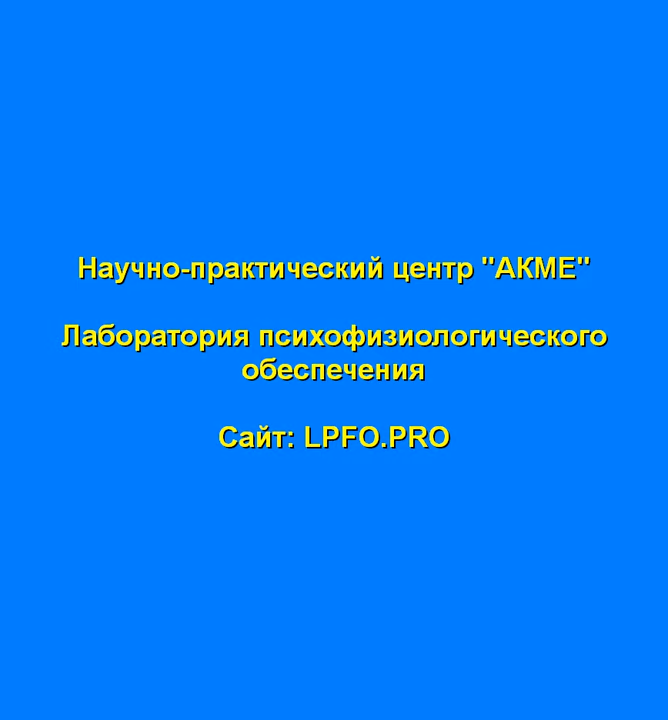 Научно-практический центр "АКМЕ"
Лаборатория психофизиологического
обеспечения
Сайт: LPFO.PRO